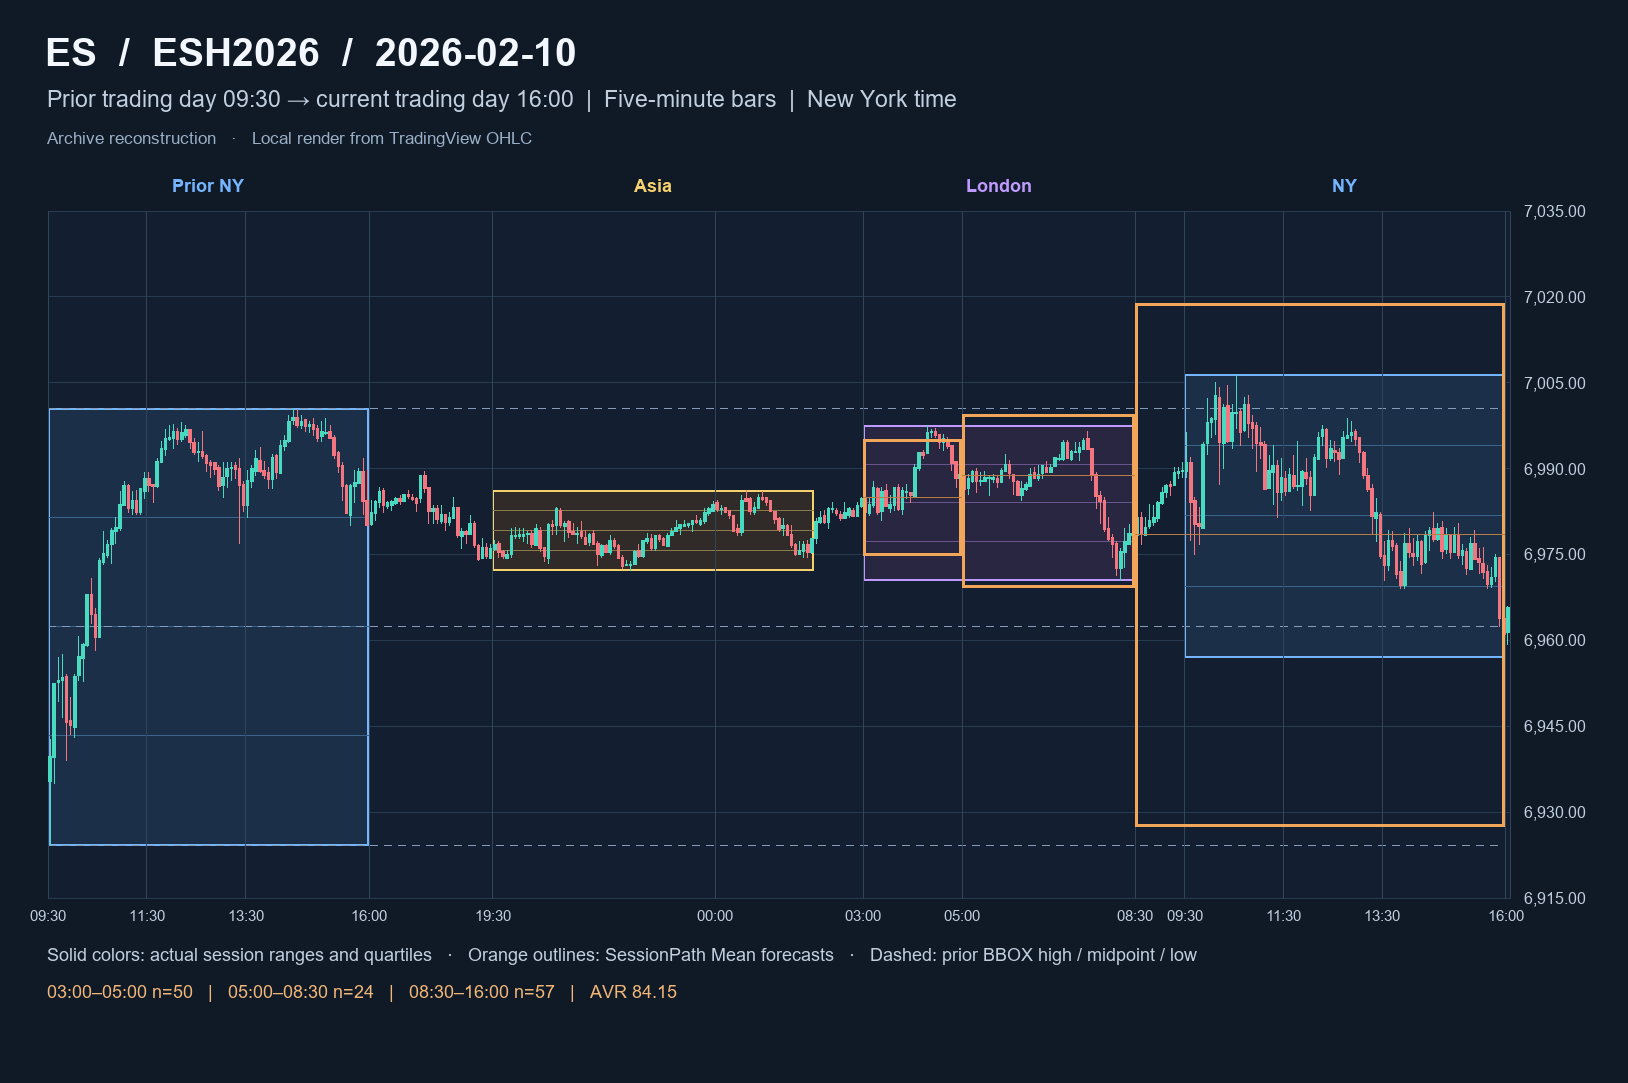 ES / ESH2026 / 2026-02-10
Prior trading day 09:30 → current trading day 16:00 | Five-minute bars | New York time
Archive reconstruction · Local render from TradingView OHLC
Prior NY Asia London NY
7,035.00
7,020.00
7,005.00
6,990.00
6,975.00
6,960.00
6,945.00
6,930.00
6,915.00
09:30 11:30 13:30 16:00 19:30 00:00 03:00 05:00 08:30 09:30 11:30 13:30 16:00
Solid colors: actual session ranges and quartiles · Orange outlines: SessionPath Mean forecasts · Dashed: prior BBOX high / midpoint / low
03:00–05:00 n=50 | 05:00–08:30 n=24 | 08:30–16:00 n=57 | AVR 84.15